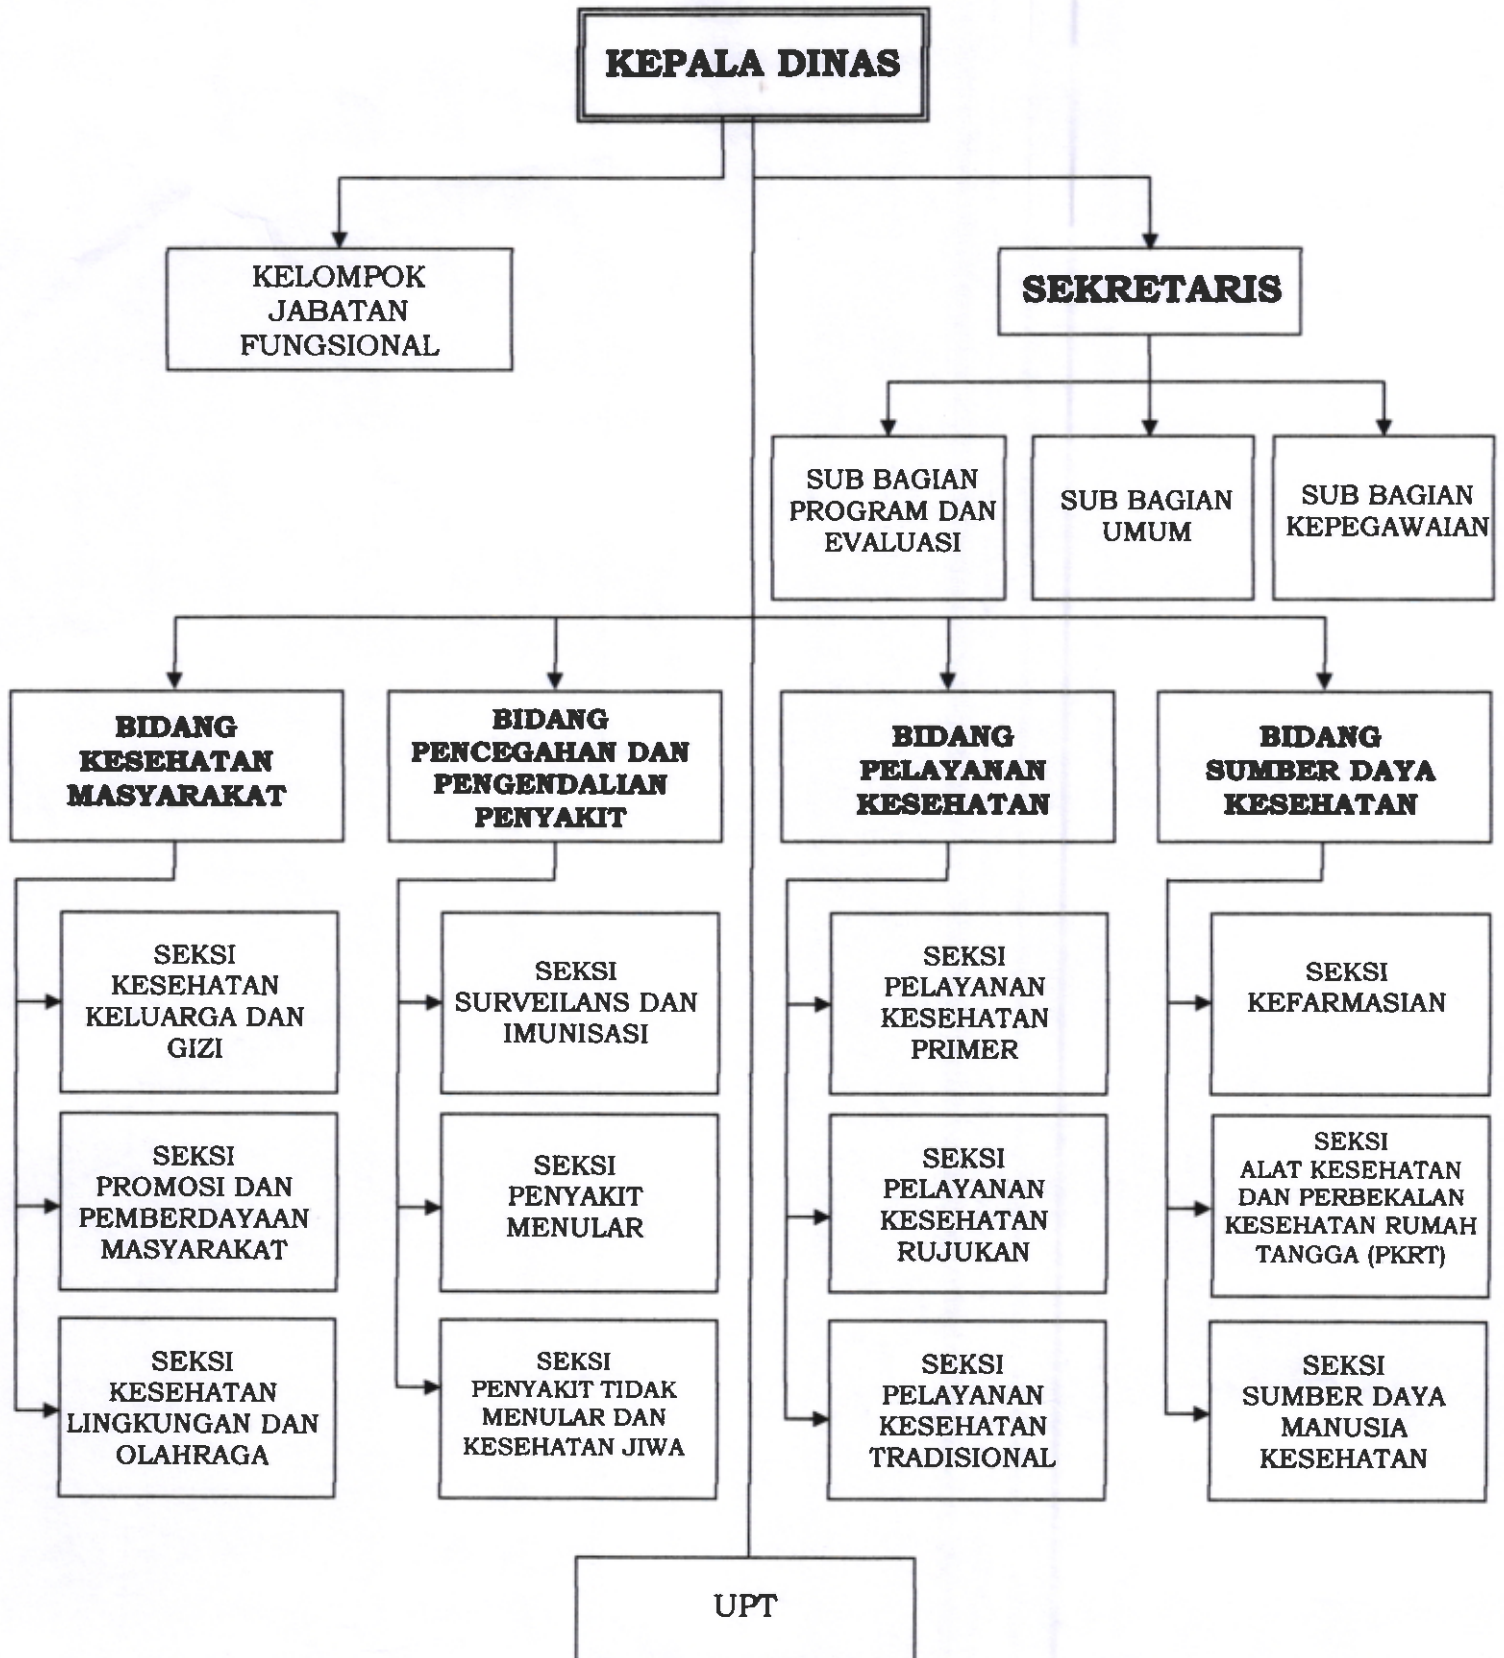 KEPALA DINAS
KELOMPOK
JABATAN
FUNGSIONAL
SEKRETARIS
SUB BAGIAN
PROGRAM DAN
EVALUASI
SUB BAGIAN
UMUM
SUB BAGIAN
KEPEGAWAIAN
BIDANG
KESEHATAN
MASYARAKAT
BIDANG
PENCEGAHAN DAN
PENGENDALIAN
PENYAKIT
BIDANG
PELAYANAN
KESEHATAN
BIDANG
SUMBER DAYA
KESEHATAN
SEKSI
KESEHATAN
KELUARGA DAN
GIZI
SEKSI
SURVEILANS DAN
IMUNISASI
SEKSI
PELAYANAN
KESEHATAN
PRIMER
SEKSI
KEFARMASIAN
SEKSI
PROMOSI DAN
PEMBERDAYAAN
MASYARAKAT
SEKSI
PENYAKIT
MENULAR
SEKSI
PELAYANAN
KESEHATAN
RUJUKAN
SEKSI
ALAT KESEHATAN
DAN PERBEKALAN
KESEHATAN RUMAH
TANGGA (PKRT)
SEKSI
KESEHATAN
LINGKUNGAN DAN
OLAHRAGA
SEKSI
PENYAKIT TIDAK
MENULAR DAN
KESEHATAN JIWA
SEKSI
PELAYANAN
KESEHATAN
TRADISIONAL
SEKSI
SUMBER DAYA
MANUSIA
KESEHATAN
UPT